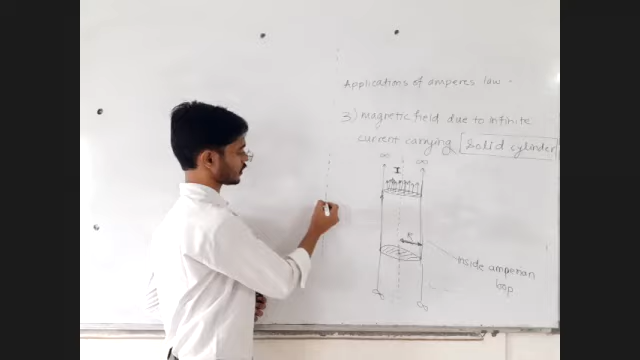 Applications of amperes law .
3) magnetic field due to infinite
current carrying solid cylinder
∞ ∞
I
R
inside amperian
loop
∞ ∞